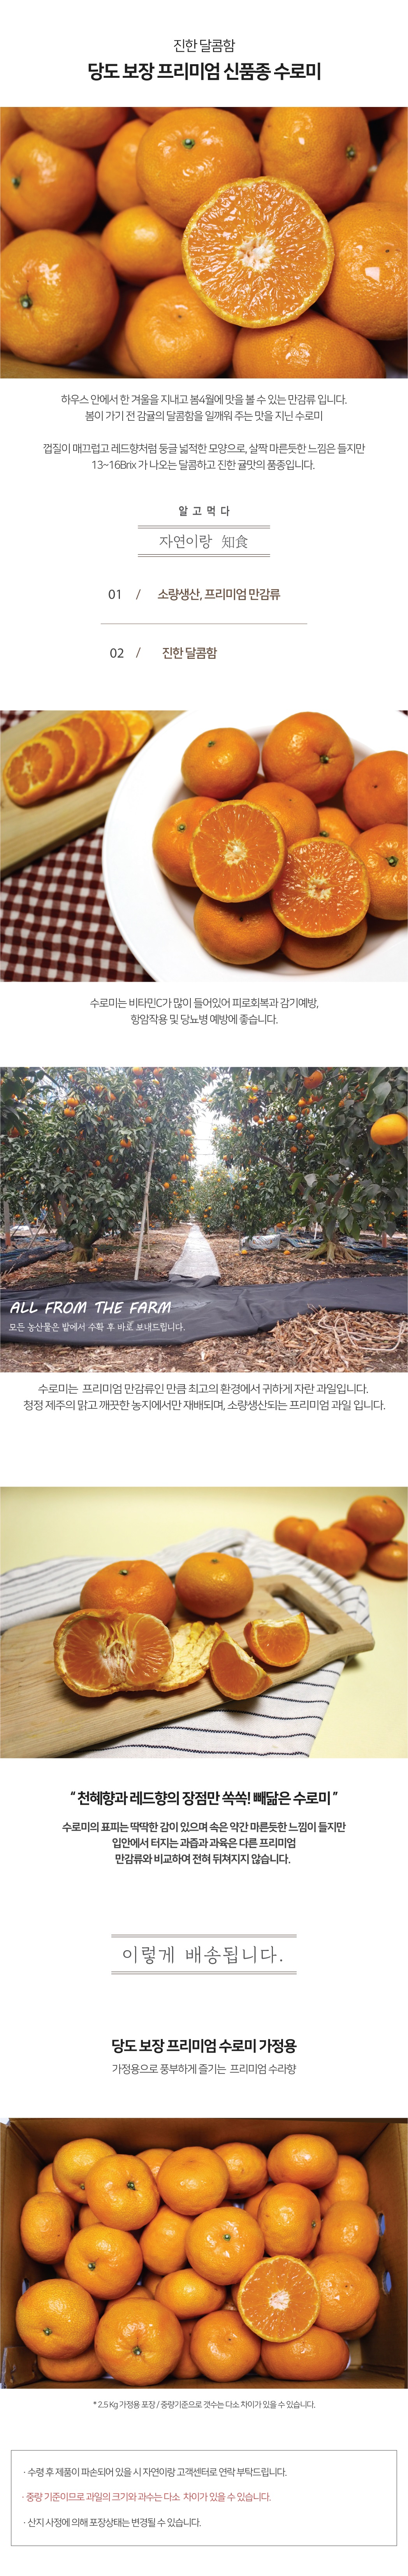 진한 달콤함
당도 보장 프리미엄 신품종 수로미
하우스 안에서 한 겨울을 지내고 봄4월에 맛을 볼 수 있는 만감류 입니다.
봄이 가기 전 감귤의 달콤함을 일깨워 주는 맛을 지닌 수로미
껍질이 매끄럽고 레드향처럼 둥글 넓적한 모양으로, 살짝 마른듯한 느낌은 들지만
13~16Brix 가 나오는 달콤하고 진한 귤맛의 품종입니다.
알고먹다
자연이랑 知食
01 / 소량생산, 프리미엄 만감류
02 / 진한 달콤함
수로미는 비타민C가 많이 들어있어 피로회복과 감기예방,
항암작용 및 당뇨병 예방에 좋습니다.
ALL FROM THE FARM
모든 농산물은 밭에서 수확 후 바로 보내드립니다.
수로미는 프리미엄 만감류인 만큼 최고의 환경에서 귀하게 자란 과일입니다.
청정 제주의 맑고 깨끗한 농지에서만 재배되며, 소량생산되는 프리미엄 과일 입니다.
“ 천혜향과 레드향의 장점만 쏙쏙! 빼닮은 수로미 ”
수로미의 표피는 딱딱한 감이 있으며 속은 약간 마른듯한 느낌이 들지만
입안에서 터지는 과즙과 과육은 다른 프리미엄
만감류와 비교하여 전혀 뒤쳐지지 않습니다.
이렇게 배송됩니다.
당도 보장 프리미엄 수로미 가정용
가정용으로 풍부하게 즐기는 프리미엄 수라향
* 2.5 Kg 가정용 포장 / 중량기준으로 갯수는 다소 차이가 있을 수 있습니다.
· 수령 후 제품이 파손되어 있을 시 자연이랑 고객센터로 연락 부탁드립니다.
· 중량 기준이므로 과일의 크기와 과수는 다소 차이가 있을 수 있습니다.
· 산지 사정에 의해 포장상태는 변경될 수 있습니다.